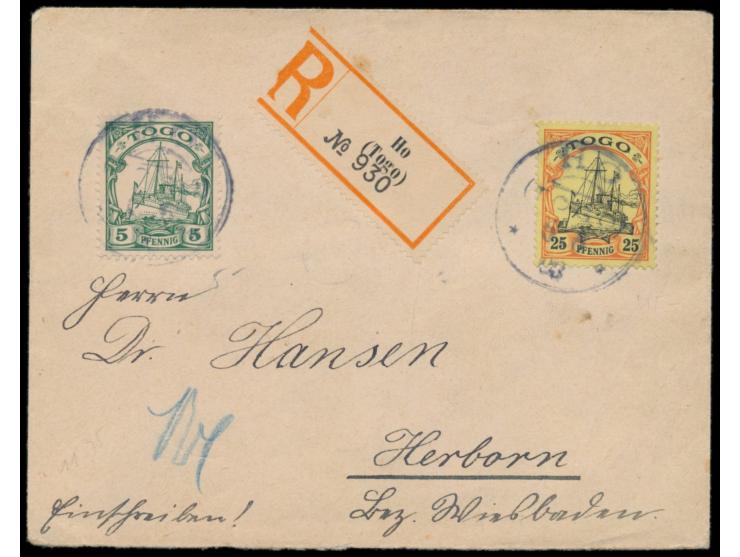 R
Ho
(Togo)
№ 930
TOGO
5 PFENNIG 5
TOGO
25 PFENNIG 25
Herrn
Dr. Hansen
Herborn
Bez. Wiesbaden.
Einschreiben!